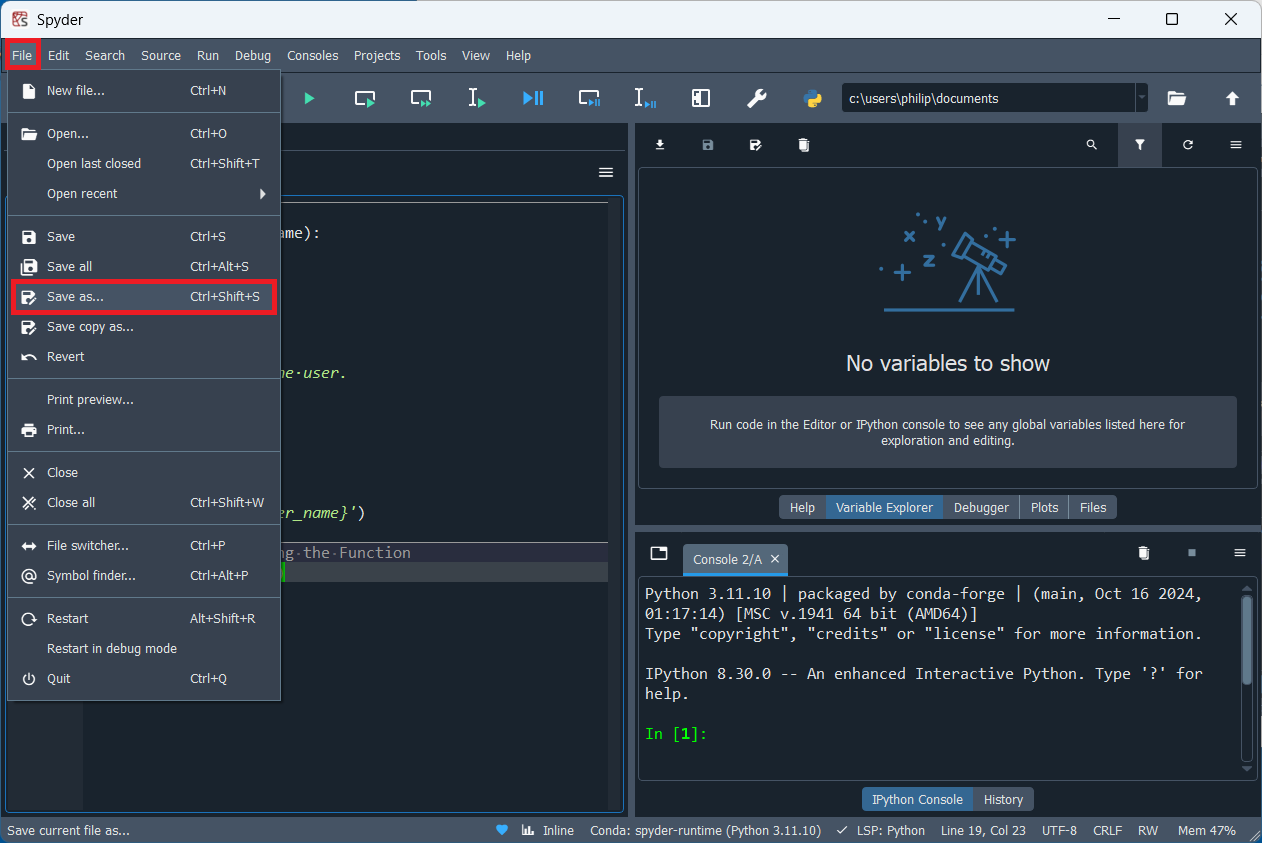 Spyder
File Edit Search Source Run Debug Consoles Projects Tools View Help
New file... Ctrl+N
Open... Ctrl+O
Open last closed Ctrl+Shift+T
Open recent
Save Ctrl+S
Save all Ctrl+Alt+S
Save as... Ctrl+Shift+S
Save copy as...
Revert
Print preview...
Print...
Close
Close all Ctrl+Shift+W
File switcher... Ctrl+P
Symbol finder... Ctrl+Alt+P
Restart Alt+Shift+R
Restart in debug mode
Quit Ctrl+Q
c:\users\philip\documents
ame):
ne·user.
er_name}')
ng·the·Function
x y z
No variables to show
Run code in the Editor or IPython console to see any global variables listed here for
exploration and editing.
Help Variable Explorer Debugger Plots Files
Console 2/A
Python 3.11.10 | packaged by conda-forge | (main, Oct 16 2024,
01:17:14) [MSC v.1941 64 bit (AMD64)]
Type "copyright", "credits" or "license" for more information.
IPython 8.30.0 -- An enhanced Interactive Python. Type '?' for
help.
In [1]:
IPython Console History
Save current file as... Inline Conda: spyder-runtime (Python 3.11.10) LSP: Python Line 19, Col 23 UTF-8 CRLF RW Mem 47%